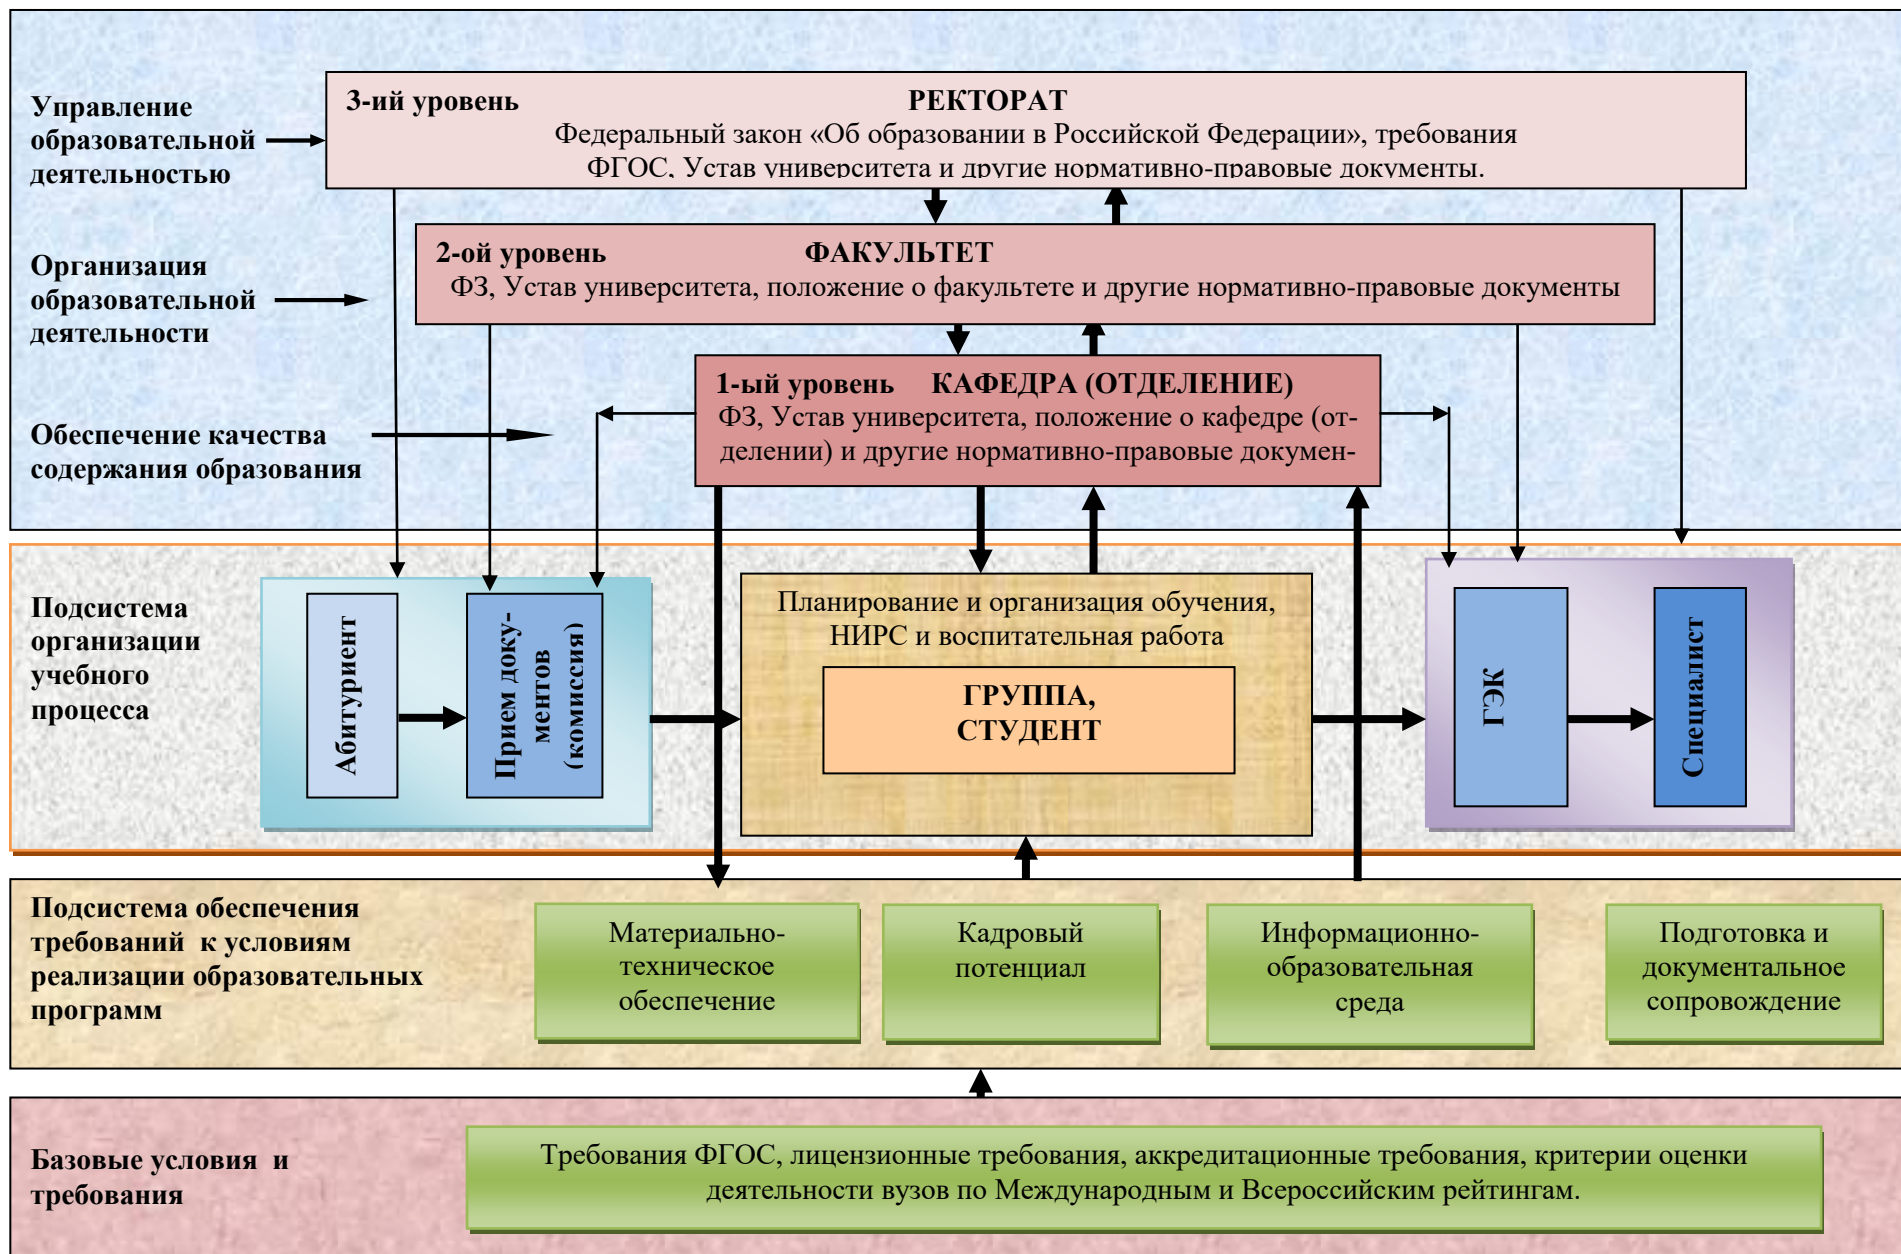 Управление
образовательной
деятельностью
3-ий уровень РЕКТОРАТ
Федеральный закон «Об образовании в Российской Федерации», требования
ФГОС, Устав университета и другие нормативно-правовые документы.
Организация
образовательной
деятельности
2-ой уровень ФАКУЛЬТЕТ
ФЗ, Устав университета, положение о факультете и другие нормативно-правовые документы
Обеспечение качества
содержания образования
1-ый уровень КАФЕДРА (ОТДЕЛЕНИЕ)
ФЗ, Устав университета, положение о кафедре (от-
делении) и другие нормативно-правовые докумен-
Подсистема
организации
учебного
процесса
Абитуриент
Прием доку-
ментов
(комиссия)
Планирование и организация обучения,
НИРС и воспитательная работа
ГРУППА,
СТУДЕНТ
ГЭК
Специалист
Подсистема обеспечения
требований к условиям
реализации образовательных
программ
Материально-
техническое
обеспечение
Кадровый
потенциал
Информационно-
образовательная
среда
Подготовка и
документальное
сопровождение
Базовые условия и
требования
Требования ФГОС, лицензионные требования, аккредитационные требования, критерии оценки
деятельности вузов по Международным и Всероссийским рейтингам.